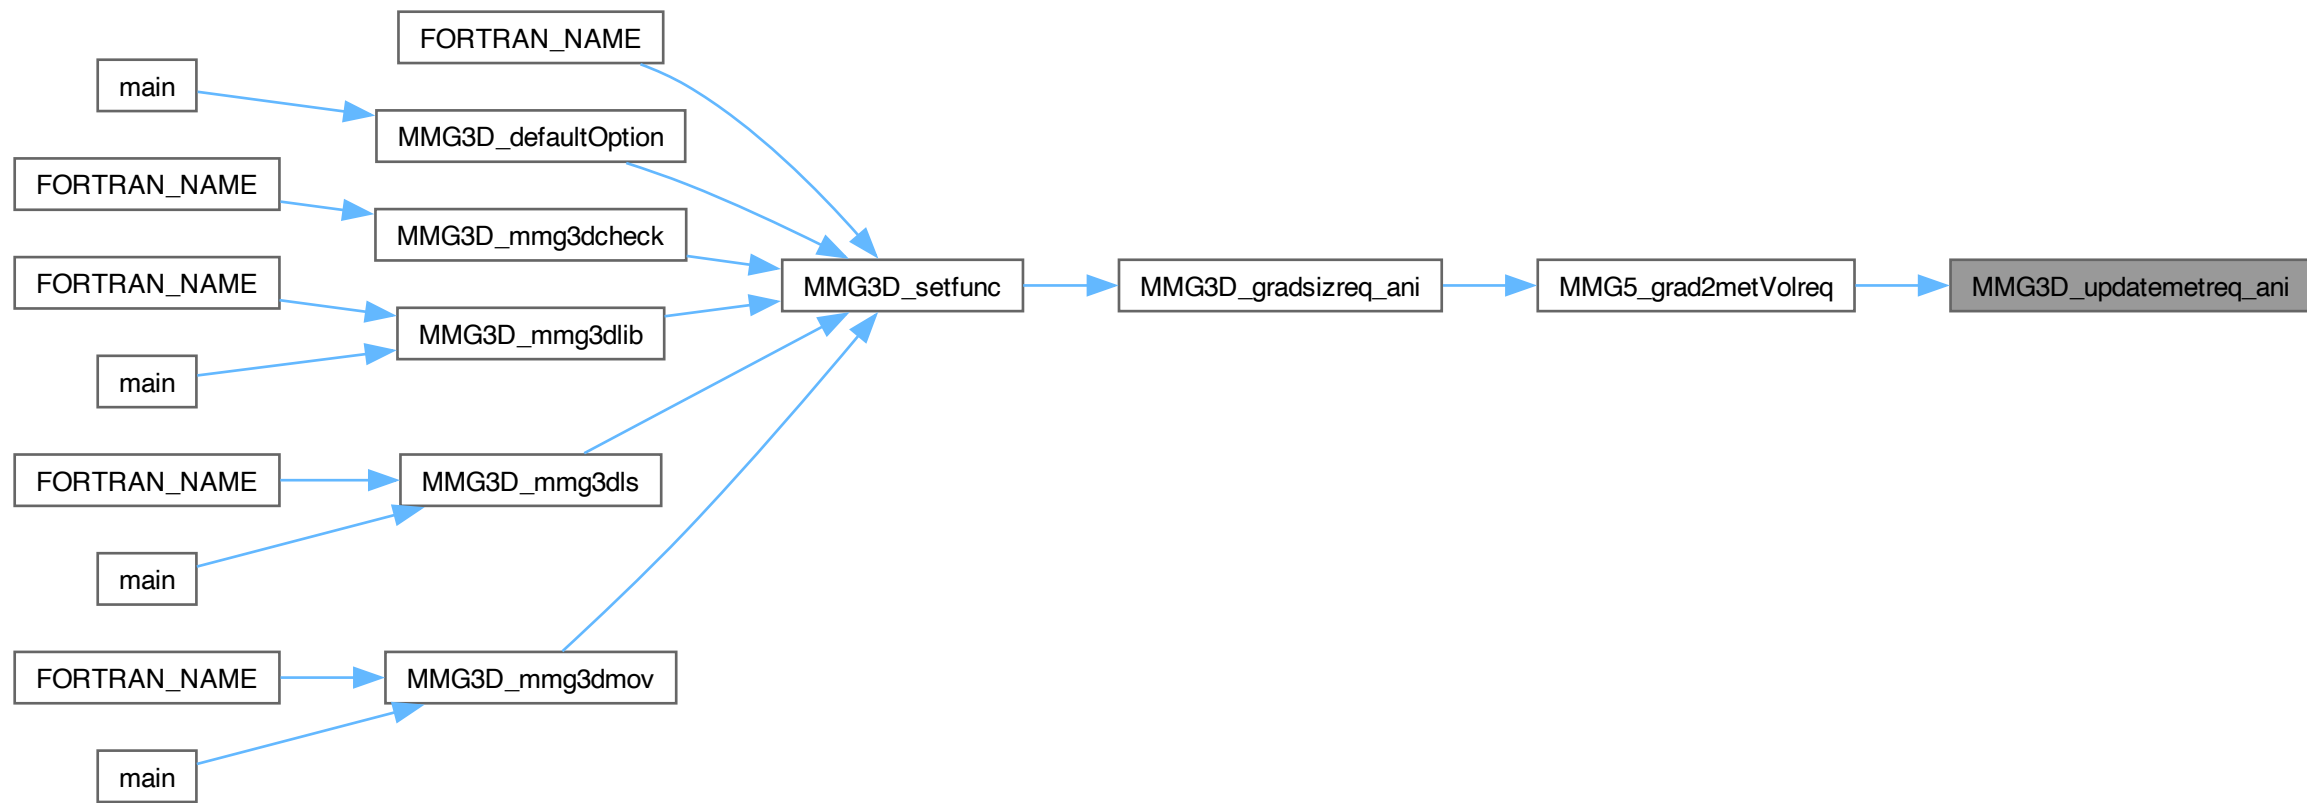 FORTRAN_NAME
main
MMG3D_defaultOption
FORTRAN_NAME
MMG3D_mmg3dcheck
FORTRAN_NAME
MMG3D_setfunc
MMG3D_gradsizreq_ani
MMG5_grad2metVolreq
MMG3D_updatemetreq_ani
MMG3D_mmg3dlib
main
FORTRAN_NAME
MMG3D_mmg3dls
main
FORTRAN_NAME
MMG3D_mmg3dmov
main